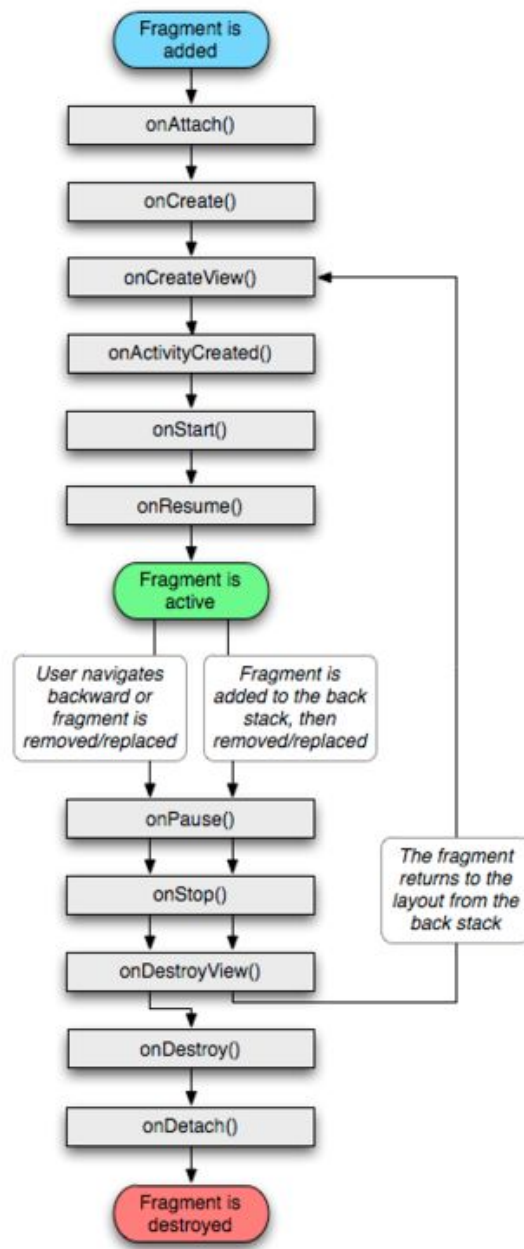 Fragment is
added
onAttach()
onCreate()
onCreateView()
onActivityCreated()
onStart()
onResume()
Fragment is
active
User navigates
backward or
fragment is
removed/replaced
Fragment is
added to the back
stack, then
removed/replaced
onPause()
The fragment
returns to the
layout from the
back stack
onStop()
onDestroyView()
onDestroy()
onDetach()
Fragment is
destroyed